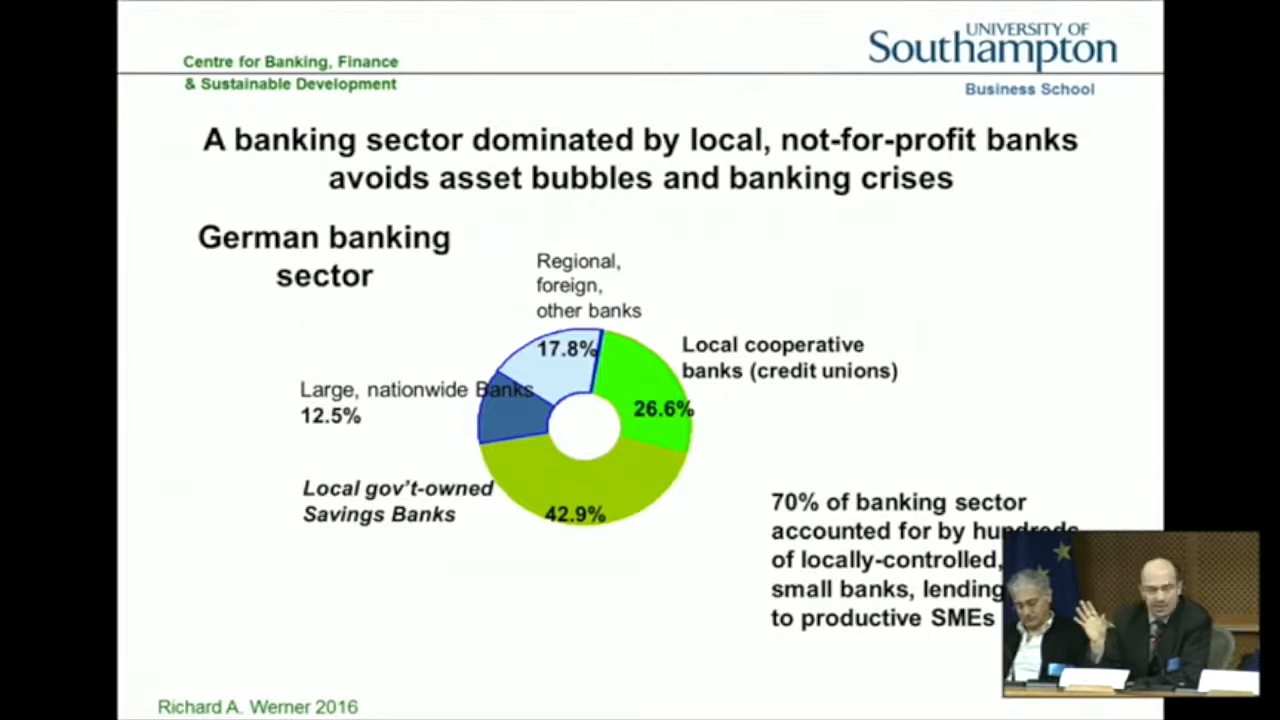 Centre for Banking, Finance
& Sustainable Development
UNIVERSITY OF
Southampton
Business School
A banking sector dominated by local, not-for-profit banks
avoids asset bubbles and banking crises
German banking
sector
Regional,
foreign,
other banks
17.8%
Local cooperative
banks (credit unions)
26.6%
Large, nationwide Banks
12.5%
Local gov't-owned
Savings Banks
42.9%
70% of banking sector
accounted for by hundreds
of locally-controlled,
small banks, lending
to productive SMEs
Richard A. Werner 2016